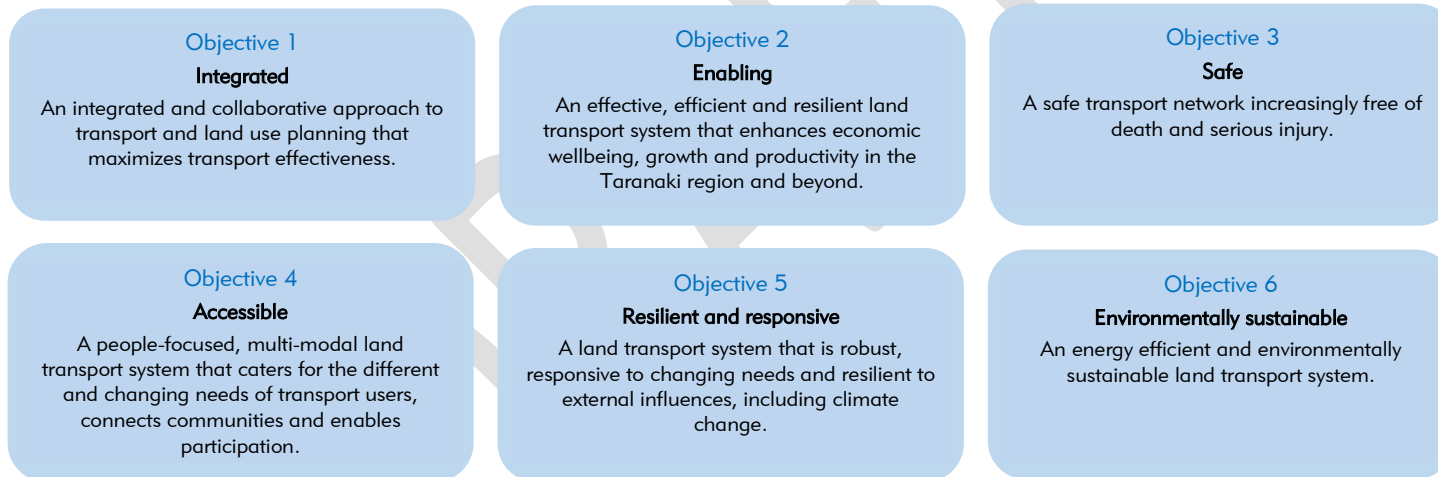 Objective 1
Integrated
An integrated and collaborative approach to
transport and land use planning that
maximizes transport effectiveness.
Objective 2
Enabling
An effective, efficient and resilient land
transport system that enhances economic
wellbeing, growth and productivity in the
Taranaki region and beyond.
Objective 3
Safe
A safe transport network increasingly free of
death and serious injury.
Objective 4
Accessible
A people-focused, multi-modal land
transport system that caters for the different
and changing needs of transport users,
connects communities and enables
participation.
Objective 5
Resilient and responsive
A land transport system that is robust,
responsive to changing needs and resilient to
external influences, including climate
change.
Objective 6
Environmentally sustainable
An energy efficient and environmentally
sustainable land transport system.